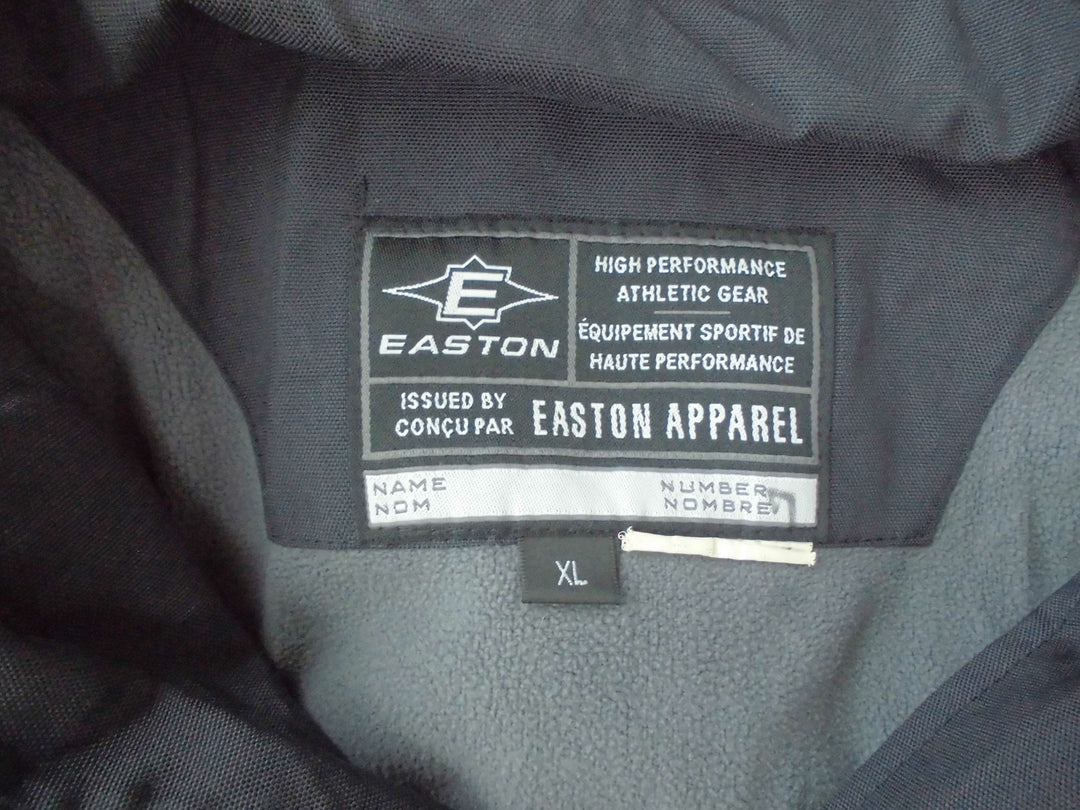 E
EASTON
HIGH PERFORMANCE
ATHLETIC GEAR
ÉQUIPEMENT SPORTIF DE
HAUTE PERFORMANCE
ISSUED BY
CONÇU PAR
EASTON APPAREL
NAME
NOM
NUMBER
NOMBRE
XL